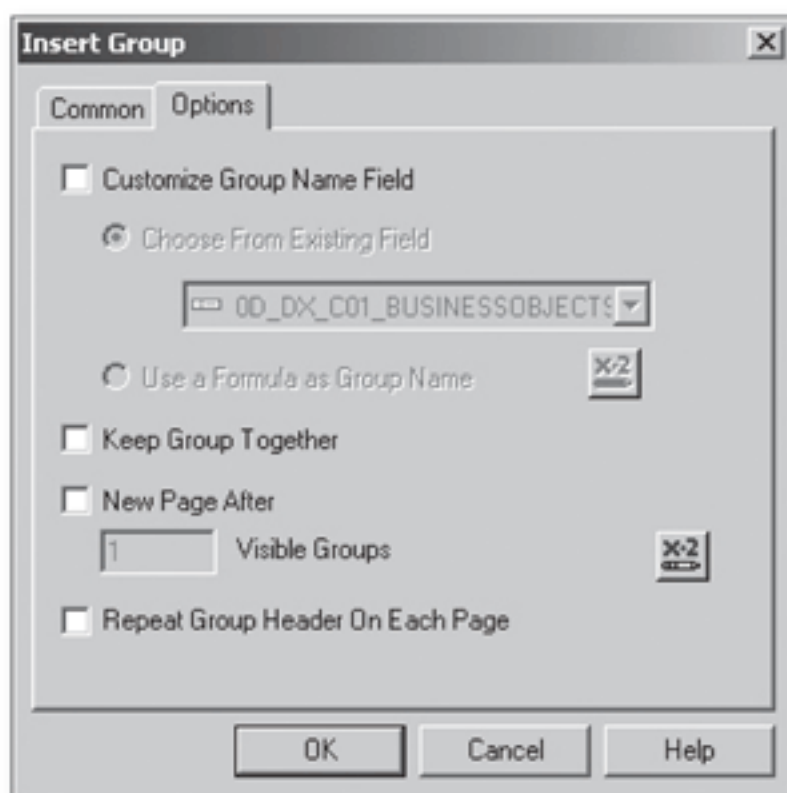 Insert Group
Common Options
Customize Group Name Field
Choose From Existing Field
0D_DX_C01_BUSINESSOBJECTS
Use a Formula as Group Name
X-2
Keep Group Together
New Page After
1 Visible Groups
X-2
Repeat Group Header On Each Page
OK Cancel Help